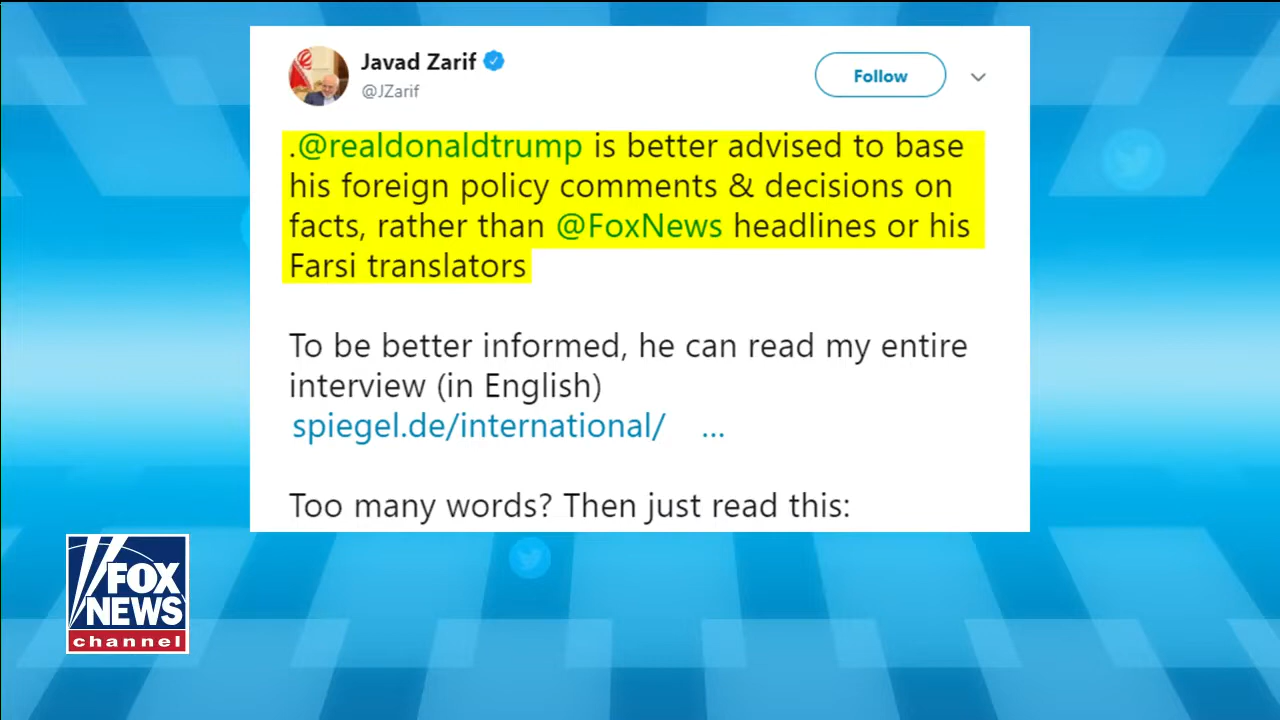 Javad Zarif
@JZarif
Follow
.@realdonaldtrump is better advised to base
his foreign policy comments & decisions on
facts, rather than @FoxNews headlines or his
Farsi translators
To be better informed, he can read my entire
interview (in English)
spiegel.de/international/ ...
Too many words? Then just read this:
FOX
NEWS
channel